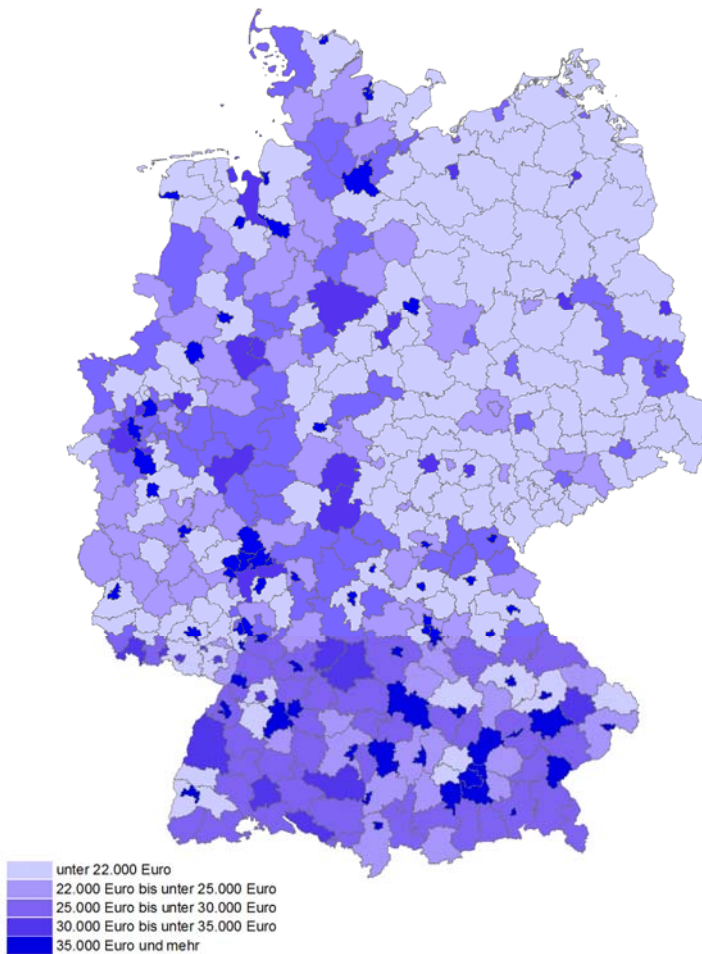 unter 22.000 Euro
22.000 Euro bis unter 25.000 Euro
25.000 Euro bis unter 30.000 Euro
30.000 Euro bis unter 35.000 Euro
35.000 Euro und mehr